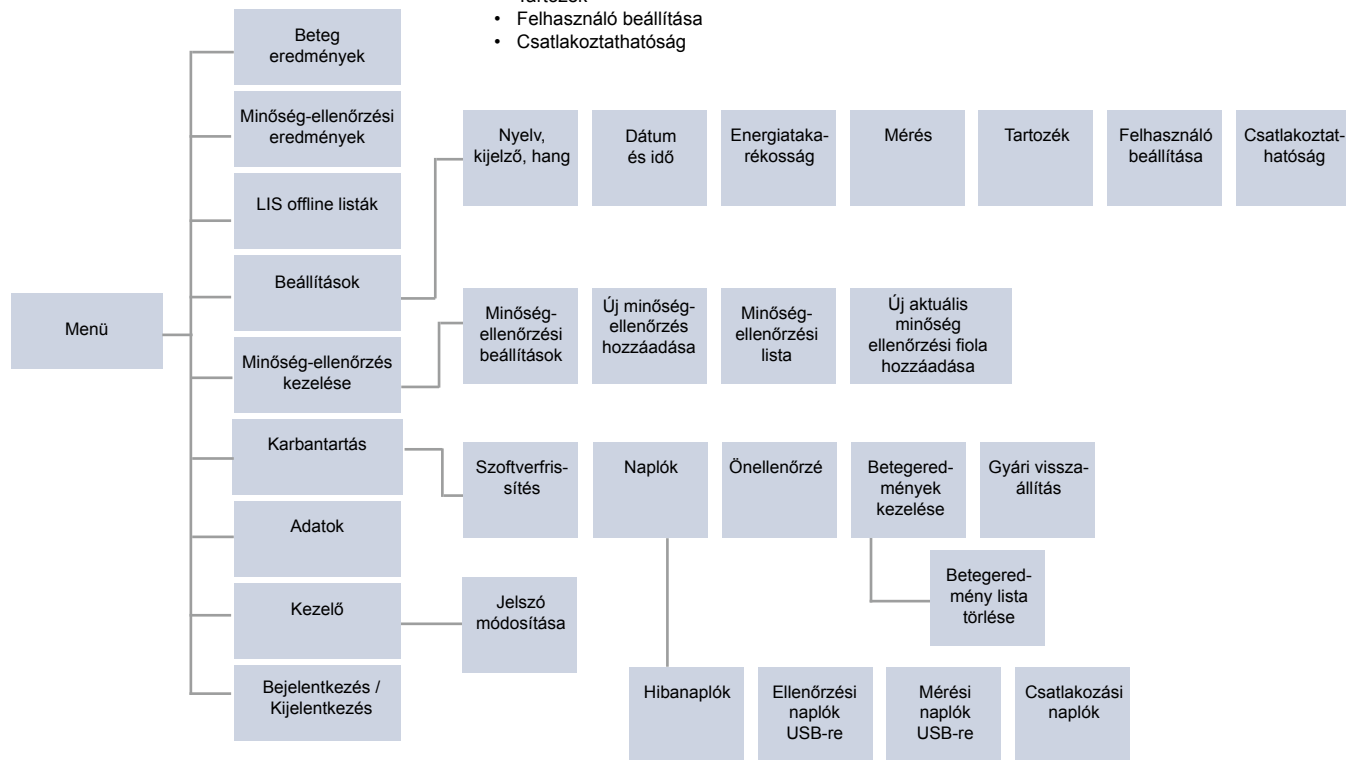 Tartozék
• Felhasználó beállítása
• Csatlakoztathatóság
Beteg
eredmények
Minőség-ellenőrzési
eredmények
LIS offline listák
Beállítások
Menü
Minőség-ellenőrzés
kezelése
Karbantartás
Adatok
Kezelő
Bejelentkezés /
Kijelentkezés
Nyelv,
kijelző, hang
Dátum
és idő
Energiataka-
rékosság
Mérés
Tartozék
Felhasználó
beállítása
Csatlakoztat-
hatóság
Minőség-
ellenőrzési
beállítások
Új minőség-
ellenőrzés
hozzáadása
Minőség-
ellenőrzési
lista
Új aktuális
minőség
ellenőrzési fiola
hozzáadása
Szoftverfris-
sítés
Naplók
Önellenőrzé
Betegered-
mények
kezelése
Gyári vissza-
állítás
Betegered-
mény lista
törlése
Jelszó
módosítása
Hibanaplók
Ellenőrzési
naplók
USB-re
Mérési
naplók
USB-re
Csatlakozási
naplók